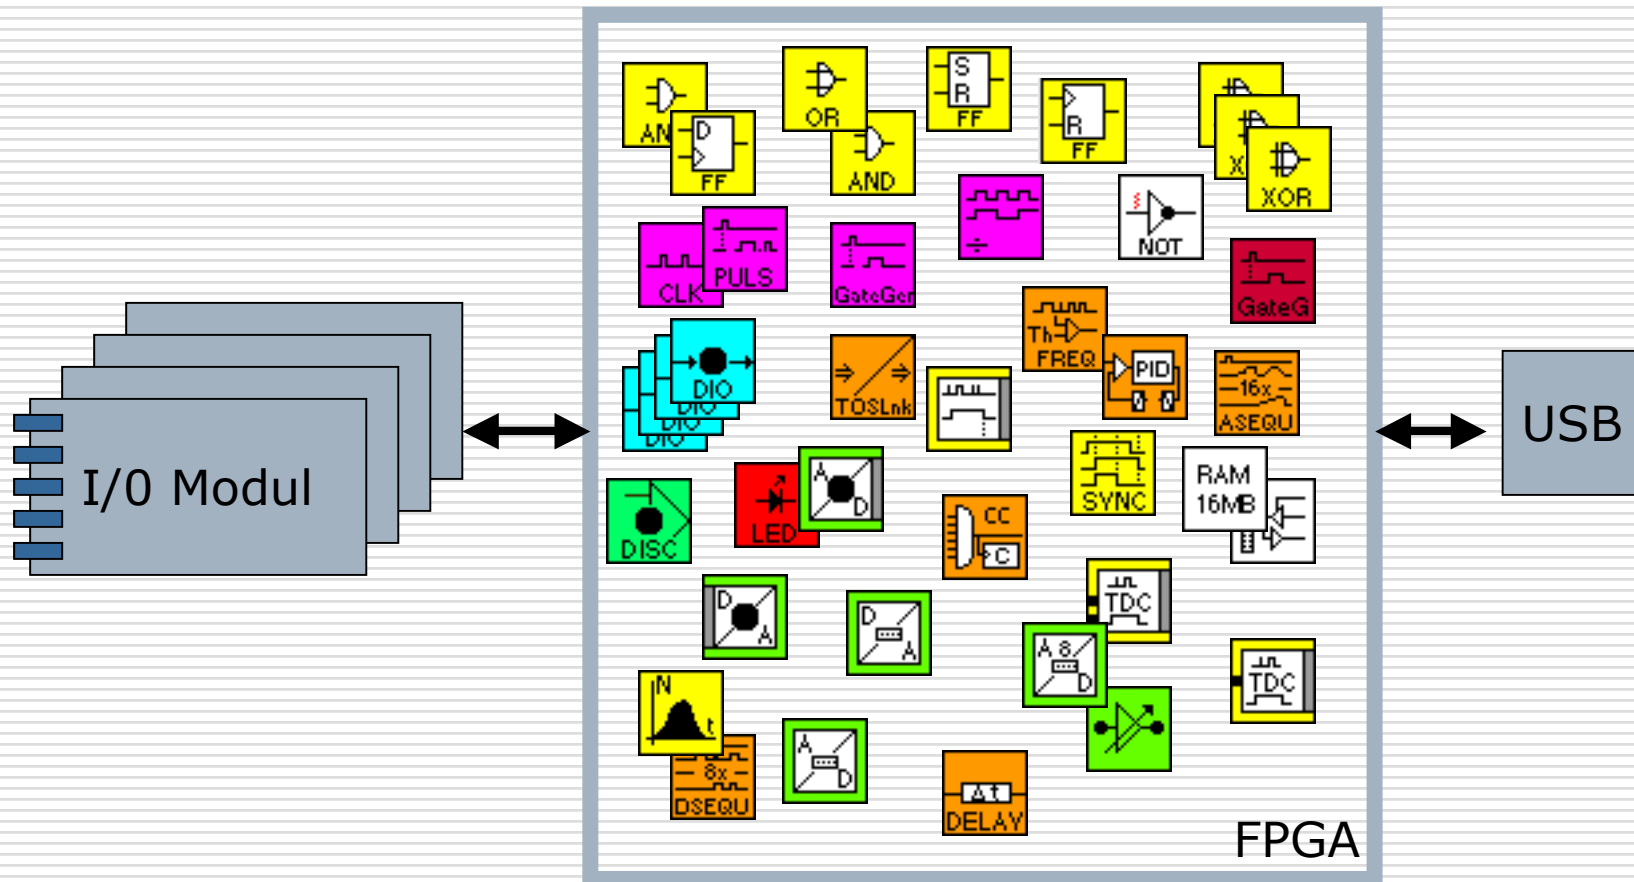 AN
D
FF
OR
AND
S
R
FF
R
FF
X
XOR
CLK
PULS
GateGen
÷
NOT
GateG
DIO
DIO
DIO
DIO
TOSLnk
Th
FREQ
PID
16x
ASEQU
I/0 Modul
USB
DISC
LED
A
D
CC
C
SYNC
RAM
16MB
D
A
D
A
TDC
A 8
D
TDC
N
t
8x
DSEQU
A
D
Δt
DELAY
FPGA